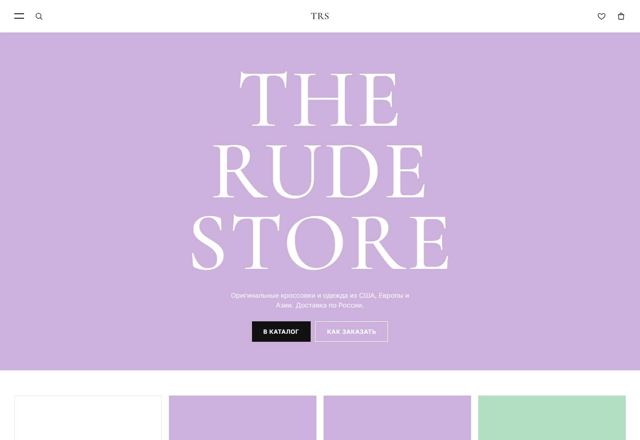 TRS
THE
RUDE
STORE
Оригинальные кроссовки и одежда из США, Европы и
Азии. Доставка по России.
В КАТАЛОГ
КАК ЗАКАЗАТЬ